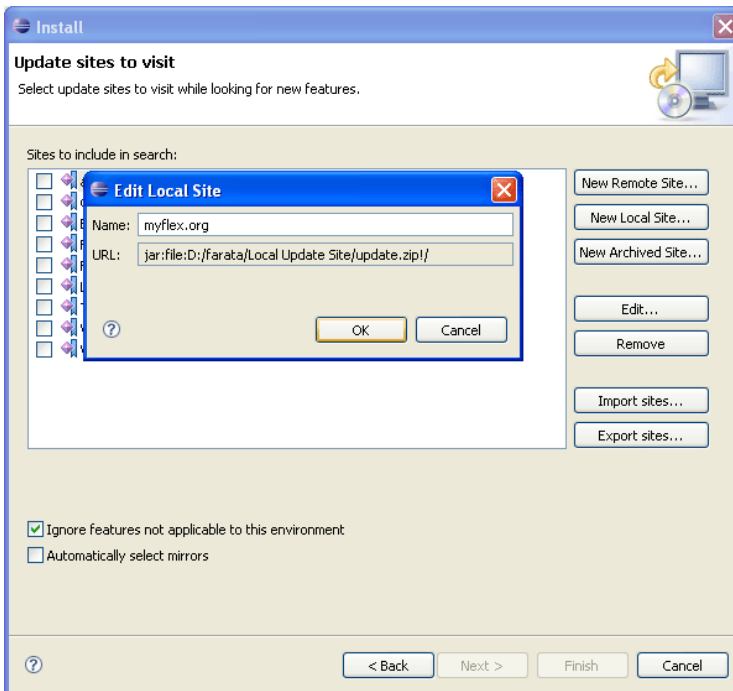 Install
Update sites to visit
Select update sites to visit while looking for new features.
Sites to include in search:
Edit Local Site
Name: myflex.org
URL: jar:file:D:/farata/Local Update Site/update.zip!/
OK
Cancel
New Remote Site...
New Local Site...
New Archived Site...
Edit...
Remove
Import sites...
Export sites...
Ignore features not applicable to this environment
Automatically select mirrors
< Back
Next >
Finish
Cancel